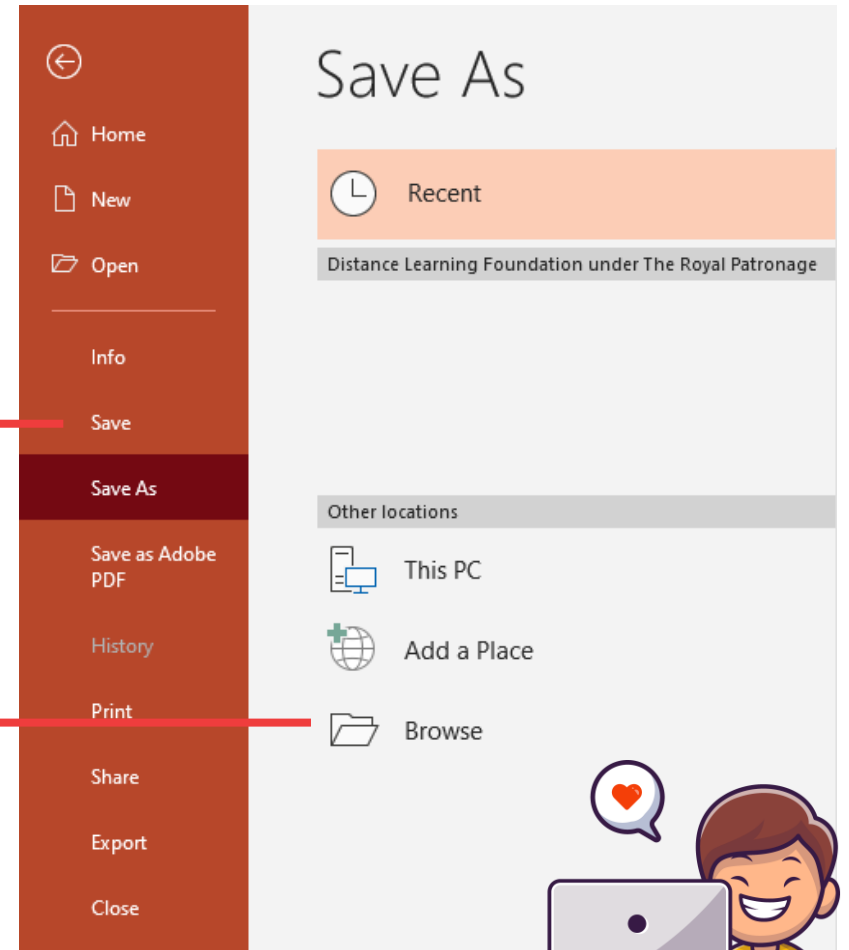 Home
New
Open
Info
Save
Save As
Save as Adobe
PDF
History
Print
Share
Export
Close
Save As
Recent
Distance Learning Foundation under The Royal Patronage
Other locations
This PC
Add a Place
Browse